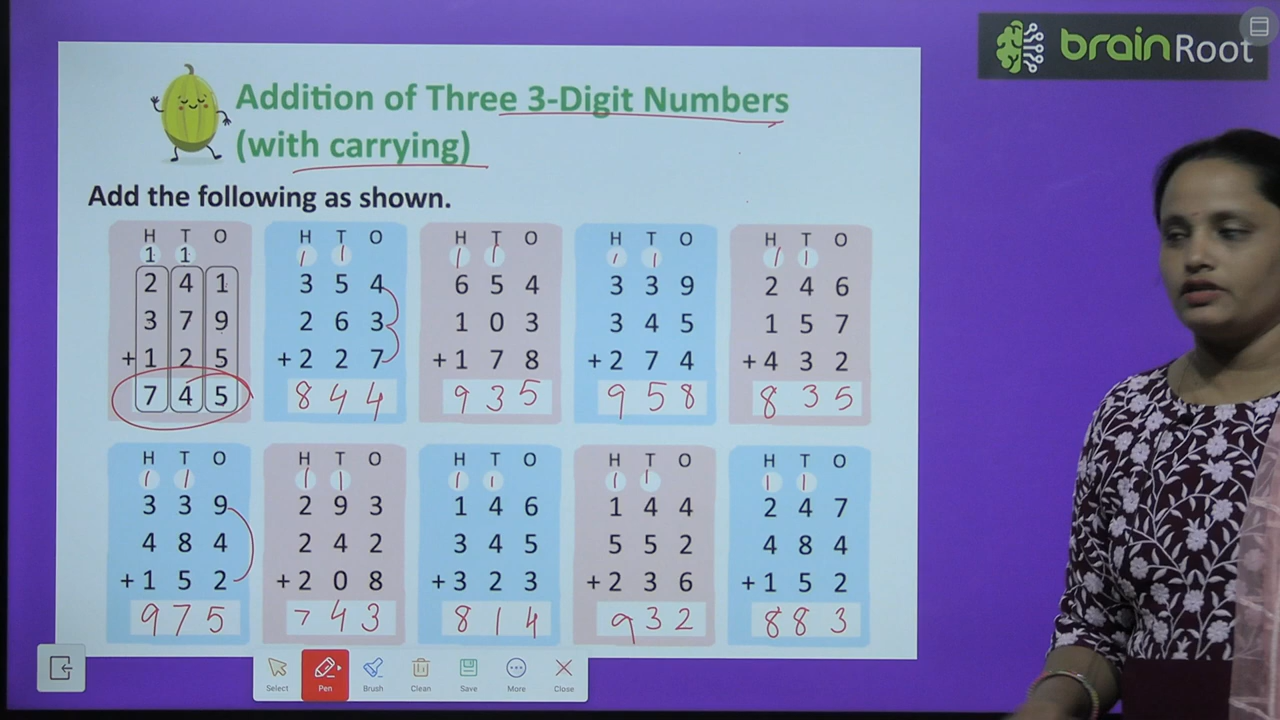 brainRoot
Addition of Three 3-Digit Numbers
(with carrying)
Add the following as shown.
H T O
1 1
2 4 1
3 7 9
+ 1 2 5
7 4 5
H T O
1 1
3 5 4
2 6 3
+ 2 2 7
8 4 4
H T O
1 1
6 5 4
1 0 3
+ 1 7 8
9 3 5
H T O
1 1
3 3 9
3 4 5
+ 2 7 4
9 5 8
H T O
1 1
2 4 6
1 5 7
+ 4 3 2
8 3 5
H T O
1 1
3 3 9
4 8 4
+ 1 5 2
9 7 5
H T O
1 1
2 9 3
2 4 2
+ 2 0 8
7 4 3
H T O
1 1
1 4 6
3 4 5
+ 3 2 3
8 1 4
H T O
1 1
1 4 4
5 5 2
+ 2 3 6
9 3 2
H T O
1 1
2 4 7
4 8 4
+ 1 5 2
8 8 3
Select Pen Brush Clean Save More Close